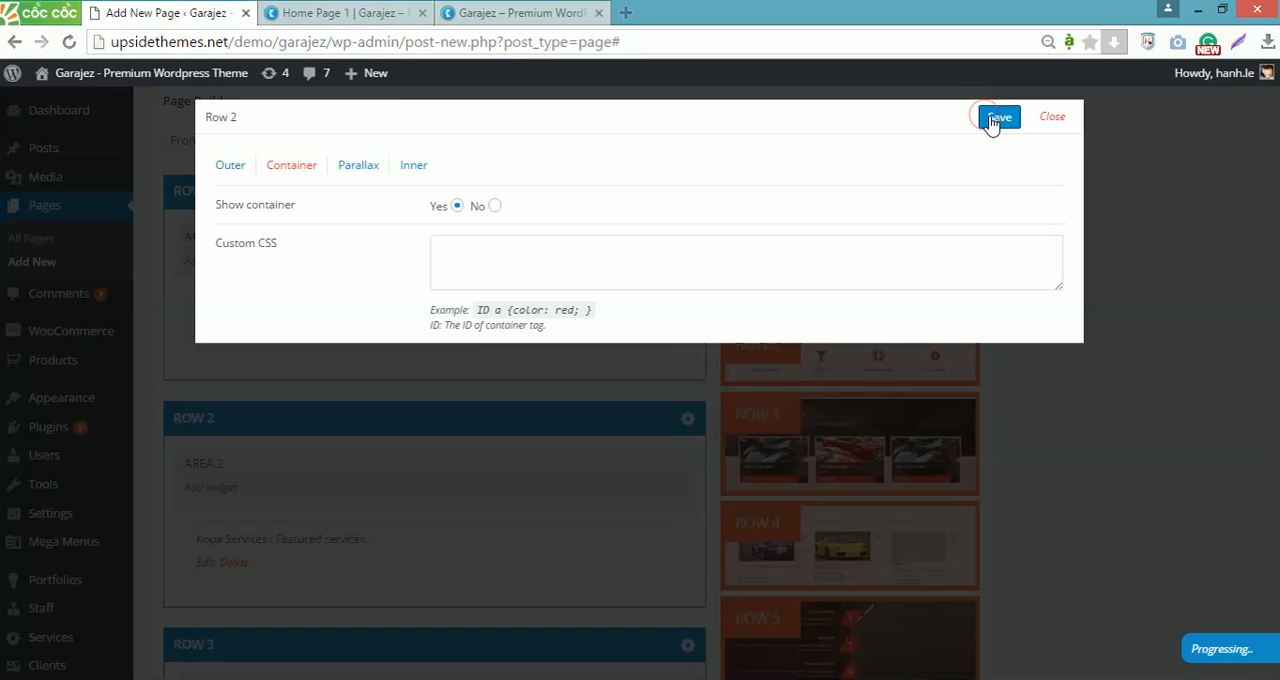 cốc cốc
Add New Page ‹ Garajez -
Home Page 1 | Garajez –
Garajez – Premium WordP
upsidethemes.net/demo/garajez/wp-admin/post-new.php?post_type=page#
NEW
Garajez - Premium Wordpress Theme
4
7
New
Howdy, hanh.le
Dashboard
Posts
Media
Pages
All Pages
Add New
Comments
WooCommerce
Products
Appearance
Plugins 2
Users
Tools
Settings
Mega Menus
Portfolios
Staff
Services
Clients
Row 2
Save
Close
Outer
Container
Parallax
Inner
Show container
Yes
No
Custom CSS
Example: ID a {color: red; }
ID: The ID of container tag.
ROW 2
AREA 2
Add widget
Kopa Services : Featured services
Edit Delete
ROW 3
ROW 3
ROW 4
ROW 5
Progressing..